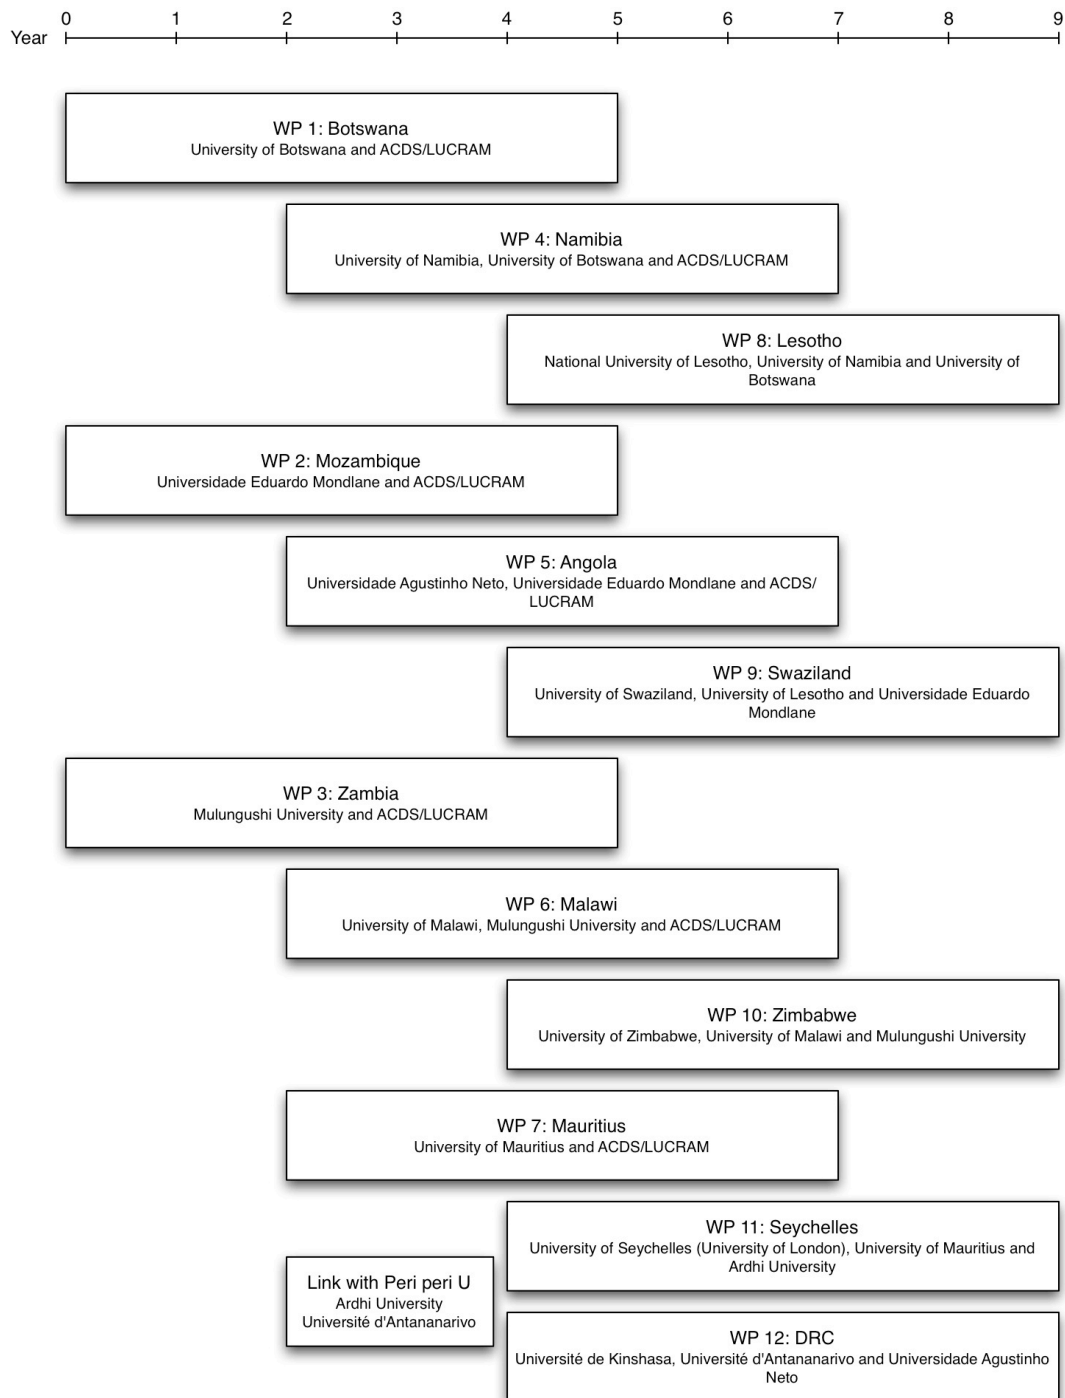 0 1 2 3 4 5 6 7 8 9
Year
WP 1: Botswana
University of Botswana and ACDS/LUCRAM
WP 4: Namibia
University of Namibia, University of Botswana and ACDS/LUCRAM
WP 8: Lesotho
National University of Lesotho, University of Namibia and University of
Botswana
WP 2: Mozambique
Universidade Eduardo Mondlane and ACDS/LUCRAM
WP 5: Angola
Universidade Agustinho Neto, Universidade Eduardo Mondlane and ACDS/
LUCRAM
WP 9: Swaziland
University of Swaziland, University of Lesotho and Universidade Eduardo
Mondlane
WP 3: Zambia
Mulungushi University and ACDS/LUCRAM
WP 6: Malawi
University of Malawi, Mulungushi University and ACDS/LUCRAM
WP 10: Zimbabwe
University of Zimbabwe, University of Malawi and Mulungushi University
WP 7: Mauritius
University of Mauritius and ACDS/LUCRAM
WP 11: Seychelles
University of Seychelles (University of London), University of Mauritius and
Ardhi University
Link with Peri peri U
Ardhi University
Université d'Antananarivo
WP 12: DRC
Université de Kinshasa, Université d'Antananarivo and Universidade Agustinho
Neto